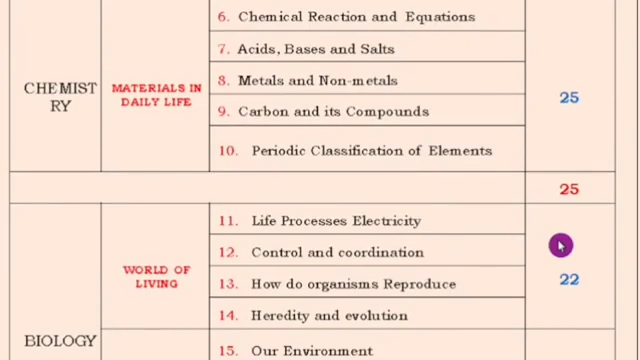 6. Chemical Reaction and Equations
7. Acids, Bases and Salts
CHEMIST
RY
MATERIALS IN
DAILY LIFE
8. Metals and Non-metals
25
9. Carbon and its Compounds
10. Periodic Classification of Elements
25
11. Life Processes Electricity
12. Control and coordination
WORLD OF
LIVING
13. How do organisms Reproduce
22
14. Heredity and evolution
BIOLOGY
15. Our Environment